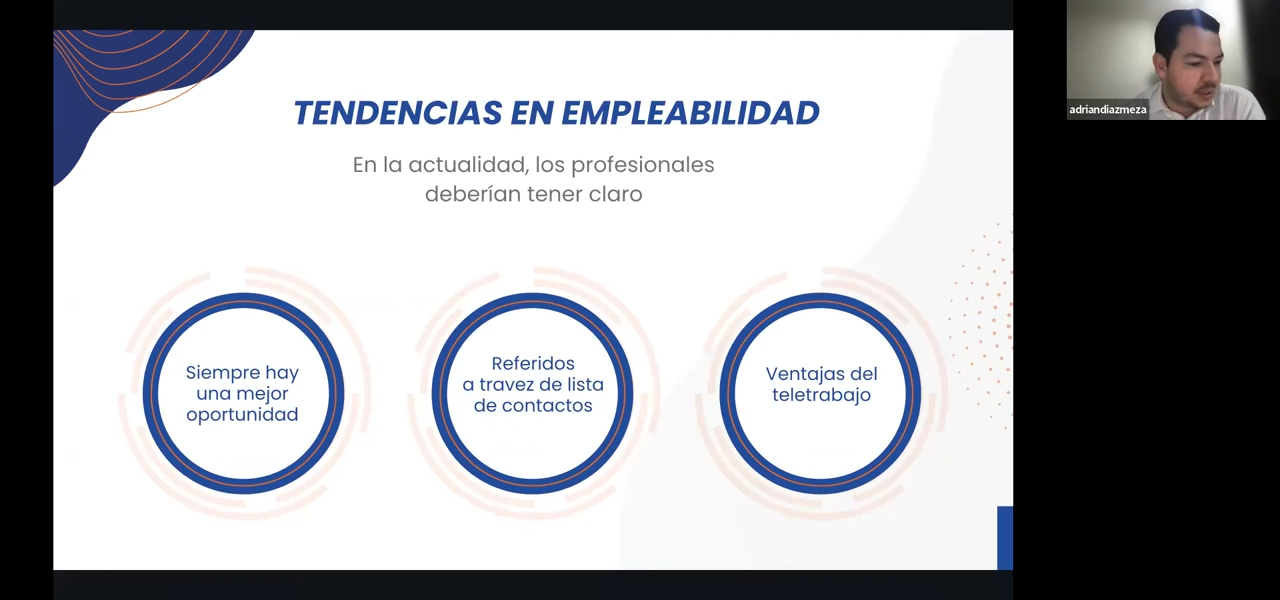 TENDENCIAS EN EMPLEABILIDAD
En la actualidad, los profesionales
deberían tener claro
Siempre hay
una mejor
oportunidad
Referidos
a travez de lista
de contactos
Ventajas del
teletrabajo
adriandiazmeza